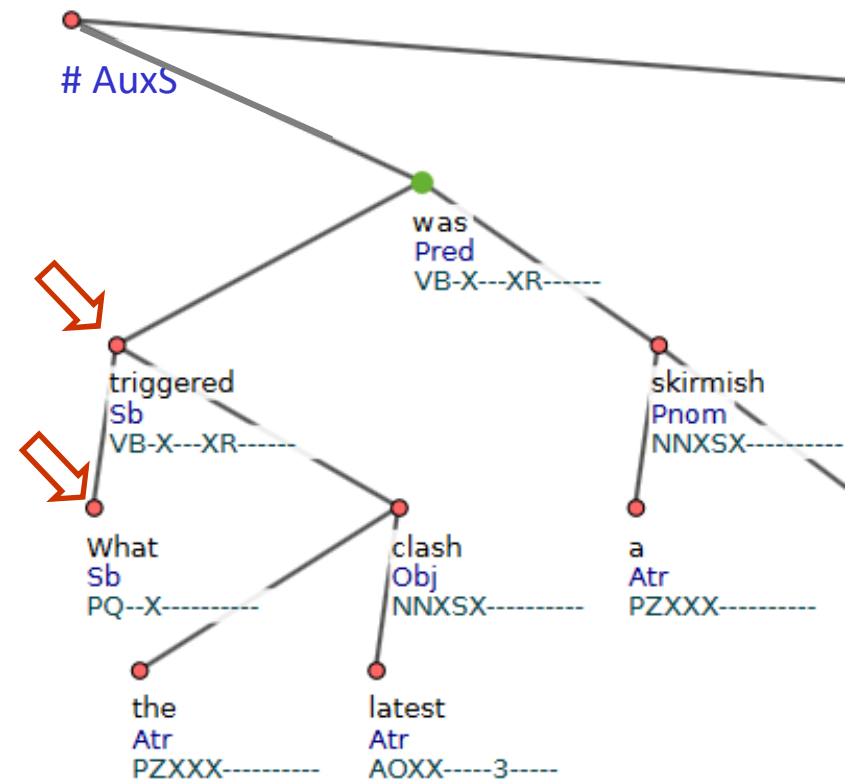 # AuxS
was
Pred
VB-X---XR------
triggered
Sb
VB-X---XR------
skirmish
Pnom
NNXSX----------
What
Sb
PQ--X----------
clash
Obj
NNXSX----------
a
Atr
PZXXX----------
the
Atr
PZXXX----------
latest
Atr
AOXX-----3-----